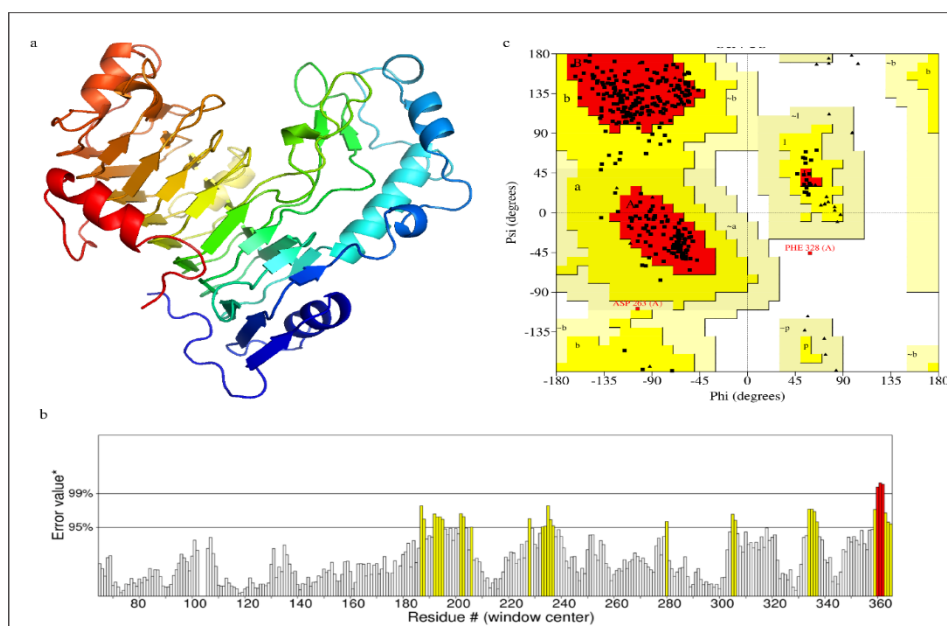 a
c
180
135
90
45
0
-45
-90
-135
-180
-135
-90
-45
0
45
90
135
180
Psi (degrees)
Phi (degrees)
B
b
~b
b
~b
~l
l
a
A
~a
PHE 328 (A)
ASP 263 (A)
~b
b
~p
p
~b
b
Error value*
99%
95%
80 100 120 140 160 180 200 220 240 260 280 300 320 340 360
Residue # (window center)